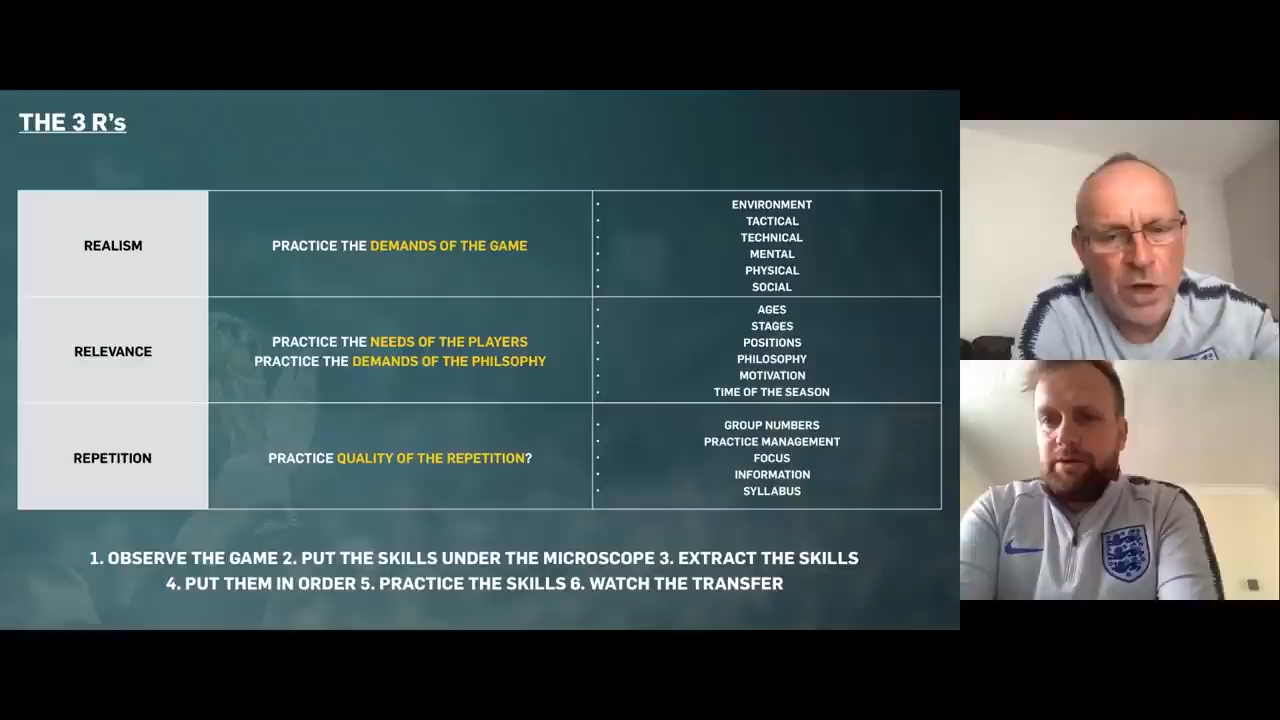 THE 3 R's
REALISM
PRACTICE THE DEMANDS OF THE GAME
ENVIRONMENT
TACTICAL
TECHNICAL
MENTAL
PHYSICAL
SOCIAL
RELEVANCE
PRACTICE THE NEEDS OF THE PLAYERS
PRACTICE THE DEMANDS OF THE PHILSOPHY
AGES
STAGES
POSITIONS
PHILOSOPHY
MOTIVATION
TIME OF THE SEASON
REPETITION
PRACTICE QUALITY OF THE REPETITION?
GROUP NUMBERS
PRACTICE MANAGEMENT
FOCUS
INFORMATION
SYLLABUS
1. OBSERVE THE GAME 2. PUT THE SKILLS UNDER THE MICROSCOPE 3. EXTRACT THE SKILLS
4. PUT THEM IN ORDER 5. PRACTICE THE SKILLS 6. WATCH THE TRANSFER